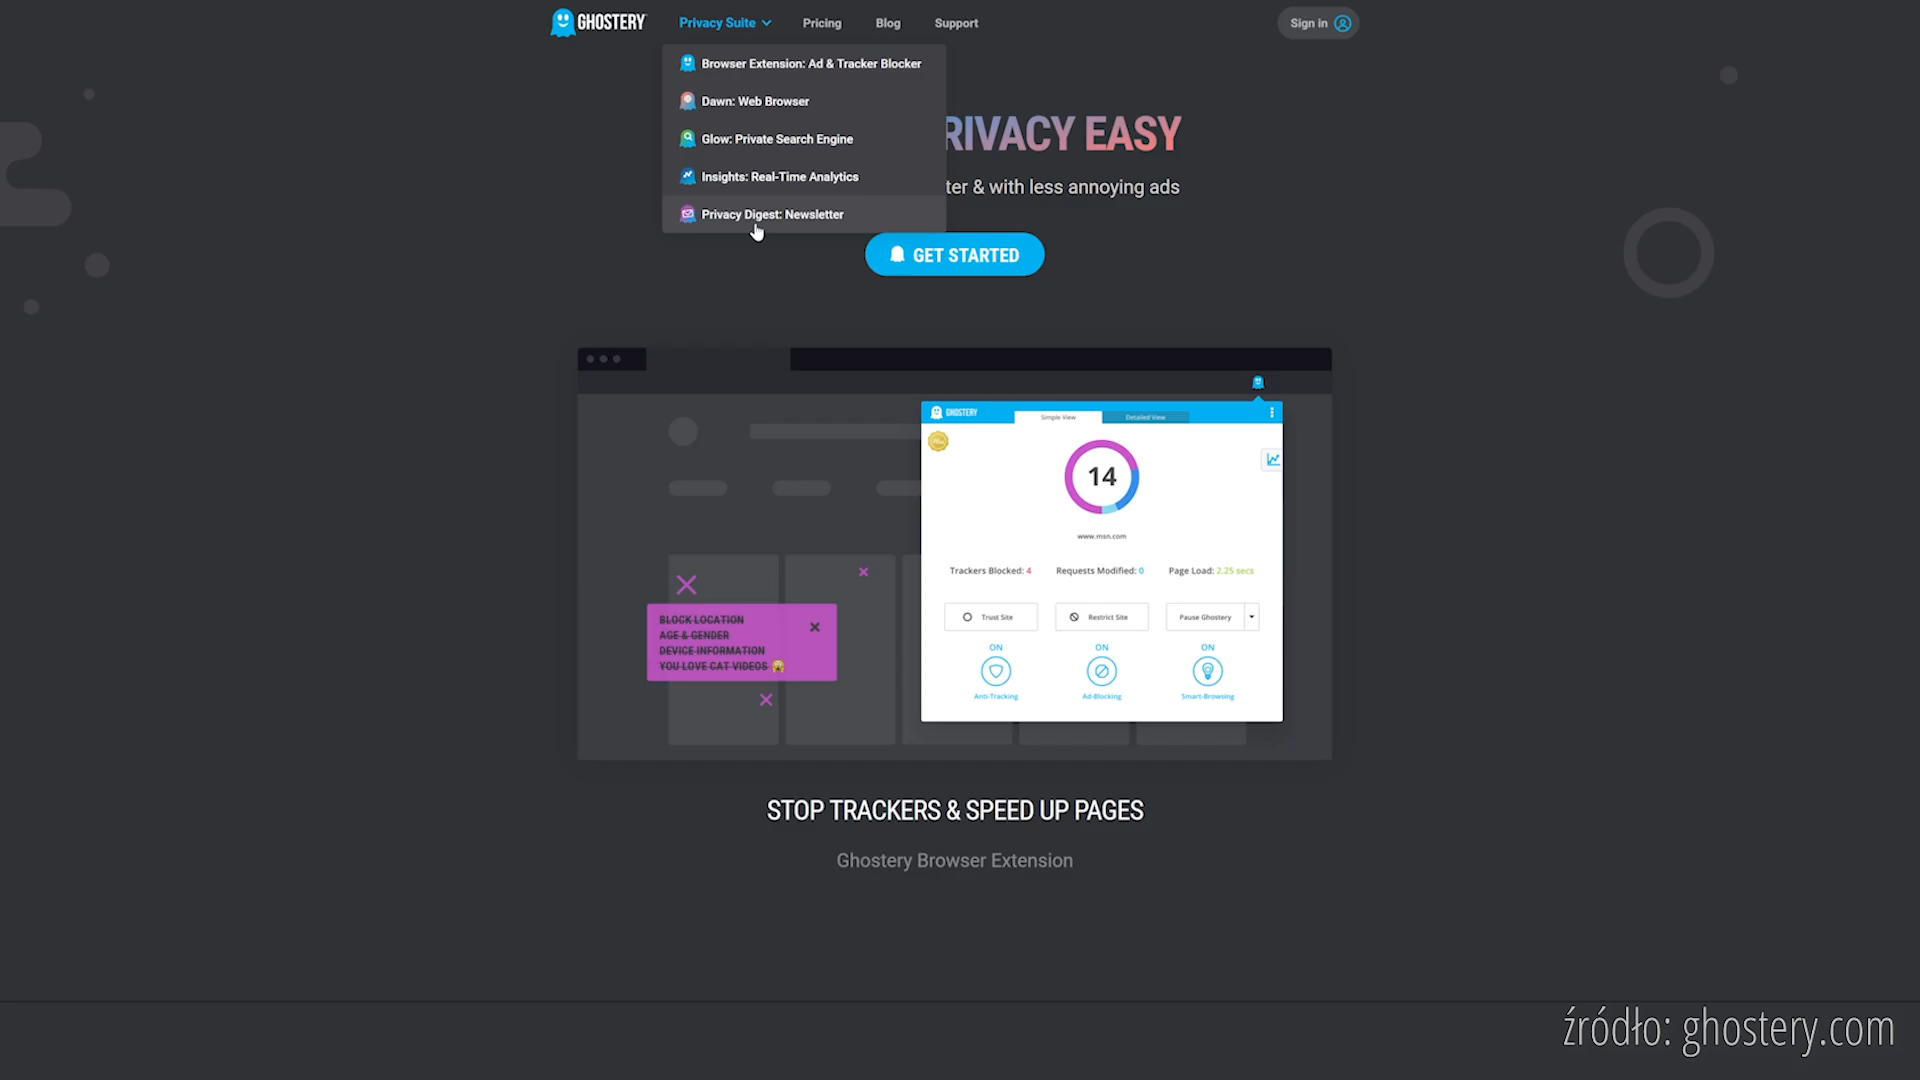 GHOSTERY
Privacy Suite
Pricing
Blog
Support
Sign in
Browser Extension: Ad & Tracker Blocker
Dawn: Web Browser
Glow: Private Search Engine
Insights: Real-Time Analytics
Privacy Digest: Newsletter
RIVACY EASY
ter & with less annoying ads
GET STARTED
GHOSTERY
Simple View
Detailed View
14
www.msn.com
Trackers Blocked: 4
Requests Modified: 0
Page Load: 2.25 secs
Trust Site
Restrict Site
Pause Ghostery
ON
ON
ON
Anti-Tracking
Ad-Blocking
Smart-Browsing
BLOCK LOCATION
AGE & GENDER
DEVICE INFORMATION
YOU LOVE CAT VIDEOS
STOP TRACKERS & SPEED UP PAGES
Ghostery Browser Extension
źródło: ghostery.com